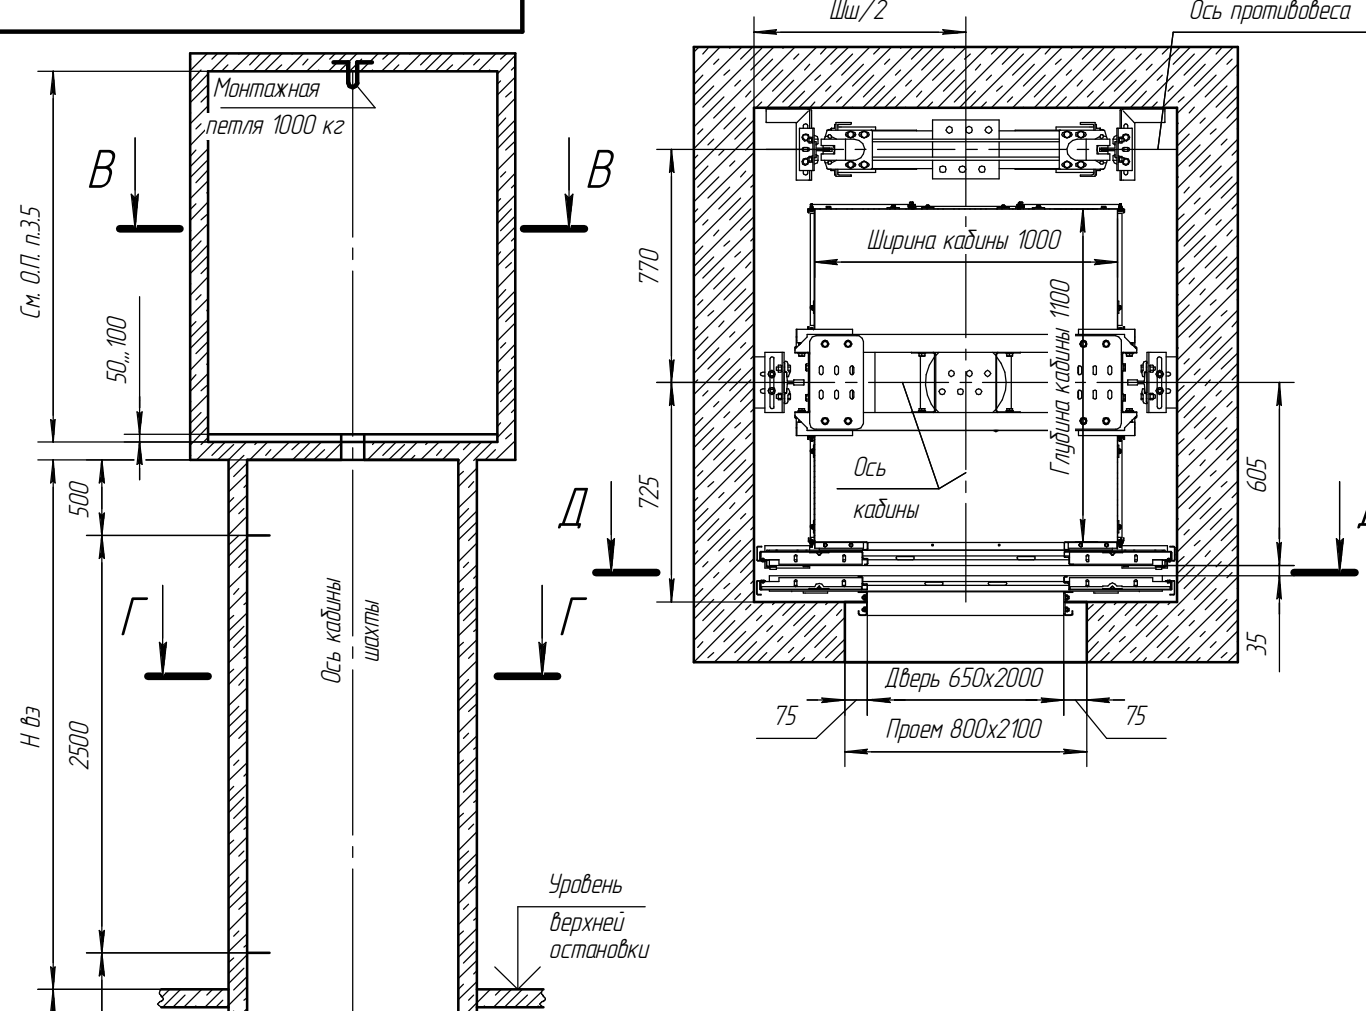 Шш/2
Ось противовеса
Монтажная
петля 1000 кг
В
В
См. О.П. п.3.5
50...100
770
Ширина кабины 1000
Глубина кабины 1100
Ось
кабины
725
605
35
500
Д
Г
Г
Ось кабины
шахты
Н вз
2500
Дверь 650х2000
75
75
Проем 800х2100
Уровень
верхней
остановки